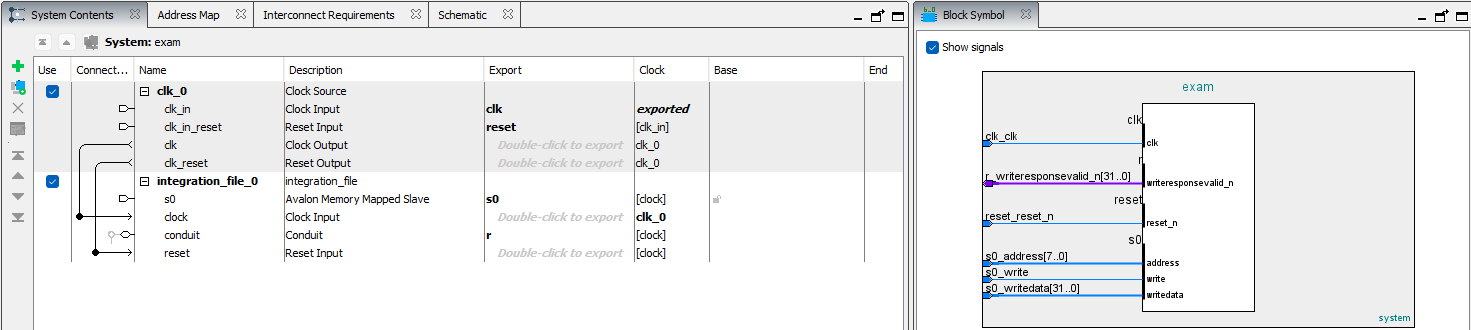 System Contents Address Map Interconnect Requirements Schematic
System: exam
Use Connect... Name Description Export Clock Base End
clk_0 Clock Source
clk_in Clock Input clk exported
clk_in_reset Reset Input reset [clk_in]
clk Clock Output Double-click to export clk_0
clk_reset Reset Output Double-click to export clk_0
integration_file_0 integration_file
s0 Avalon Memory Mapped Slave s0 [clock]
clock Clock Input Double-click to export clk_0
conduit Conduit r [clock]
reset Reset Input Double-click to export [clock]
Block Symbol
Show signals
exam
clk
clk_clk
clk
r
r_writeresponsevalid_n[31..0]
writeresponsevalid_n
reset
reset_reset_n
reset_n
s0
s0_address[7..0]
address
s0_write
write
s0_writedata[31..0]
writedata
system